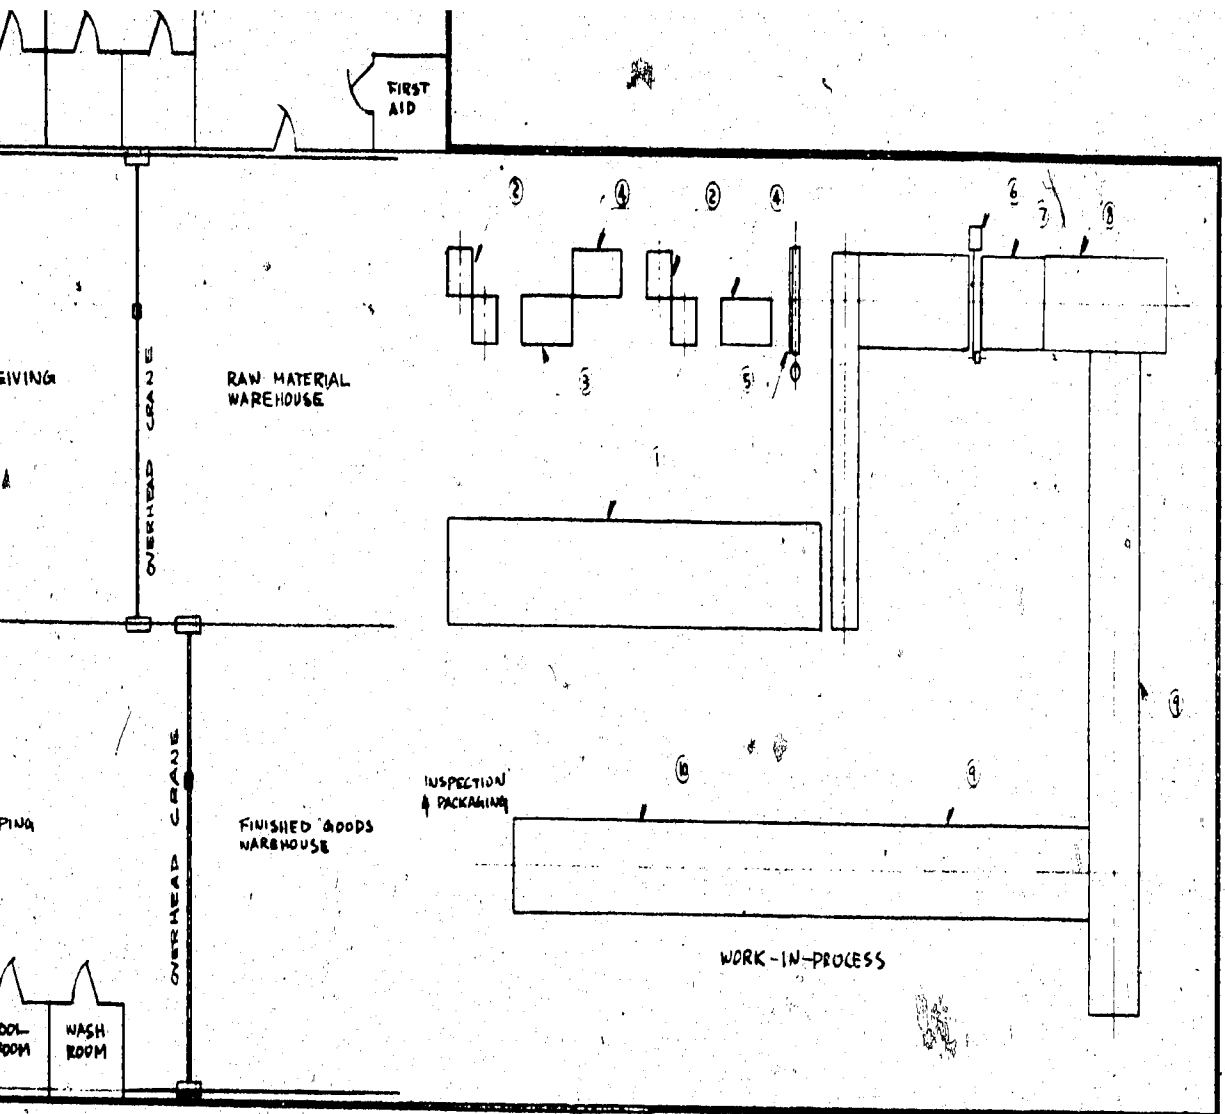 FIRST
AID
2
4
2
4
6
7
8
EIVING
OVERHEAD CRANE
RAW MATERIAL
WAREHOUSE
3
5
1
9
10
9
INSPECTION
& PACKAGING
PING
OVERHEAD CRANE
FINISHED GOODS
WAREHOUSE
WORK-IN-PROCESS
OOL
OOM
WASH
ROOM